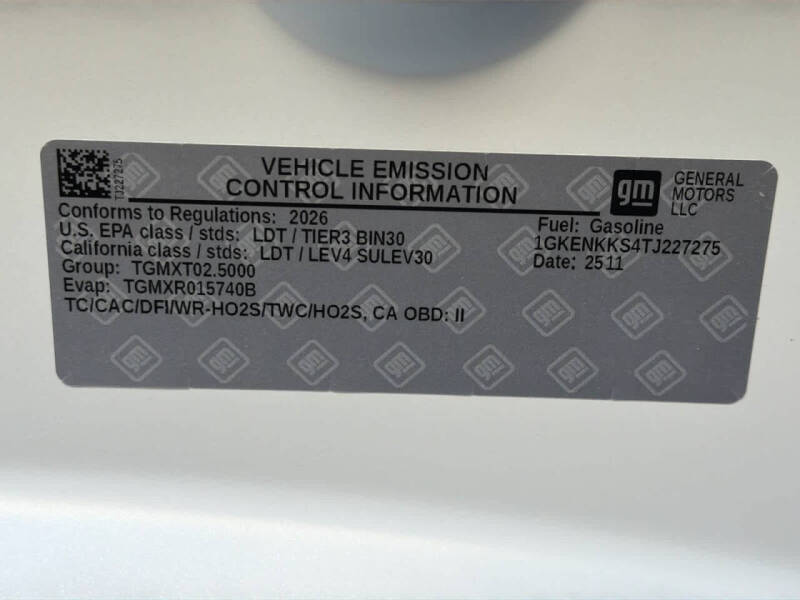 TJ227275
VEHICLE EMISSION
CONTROL INFORMATION
gm
GENERAL
MOTORS
LLC
Conforms to Regulations: 2026
U.S. EPA class / stds: LDT / TIER3 BIN30
California class / stds: LDT / LEV4 SULEV30
Group: TGMXT02.5000
Evap: TGMXR015740B
TC/CAC/DFI/WR-HO2S/TWC/HO2S, CA OBD: II
Fuel: Gasoline
1GKENKKS4TJ227275
Date: 2511